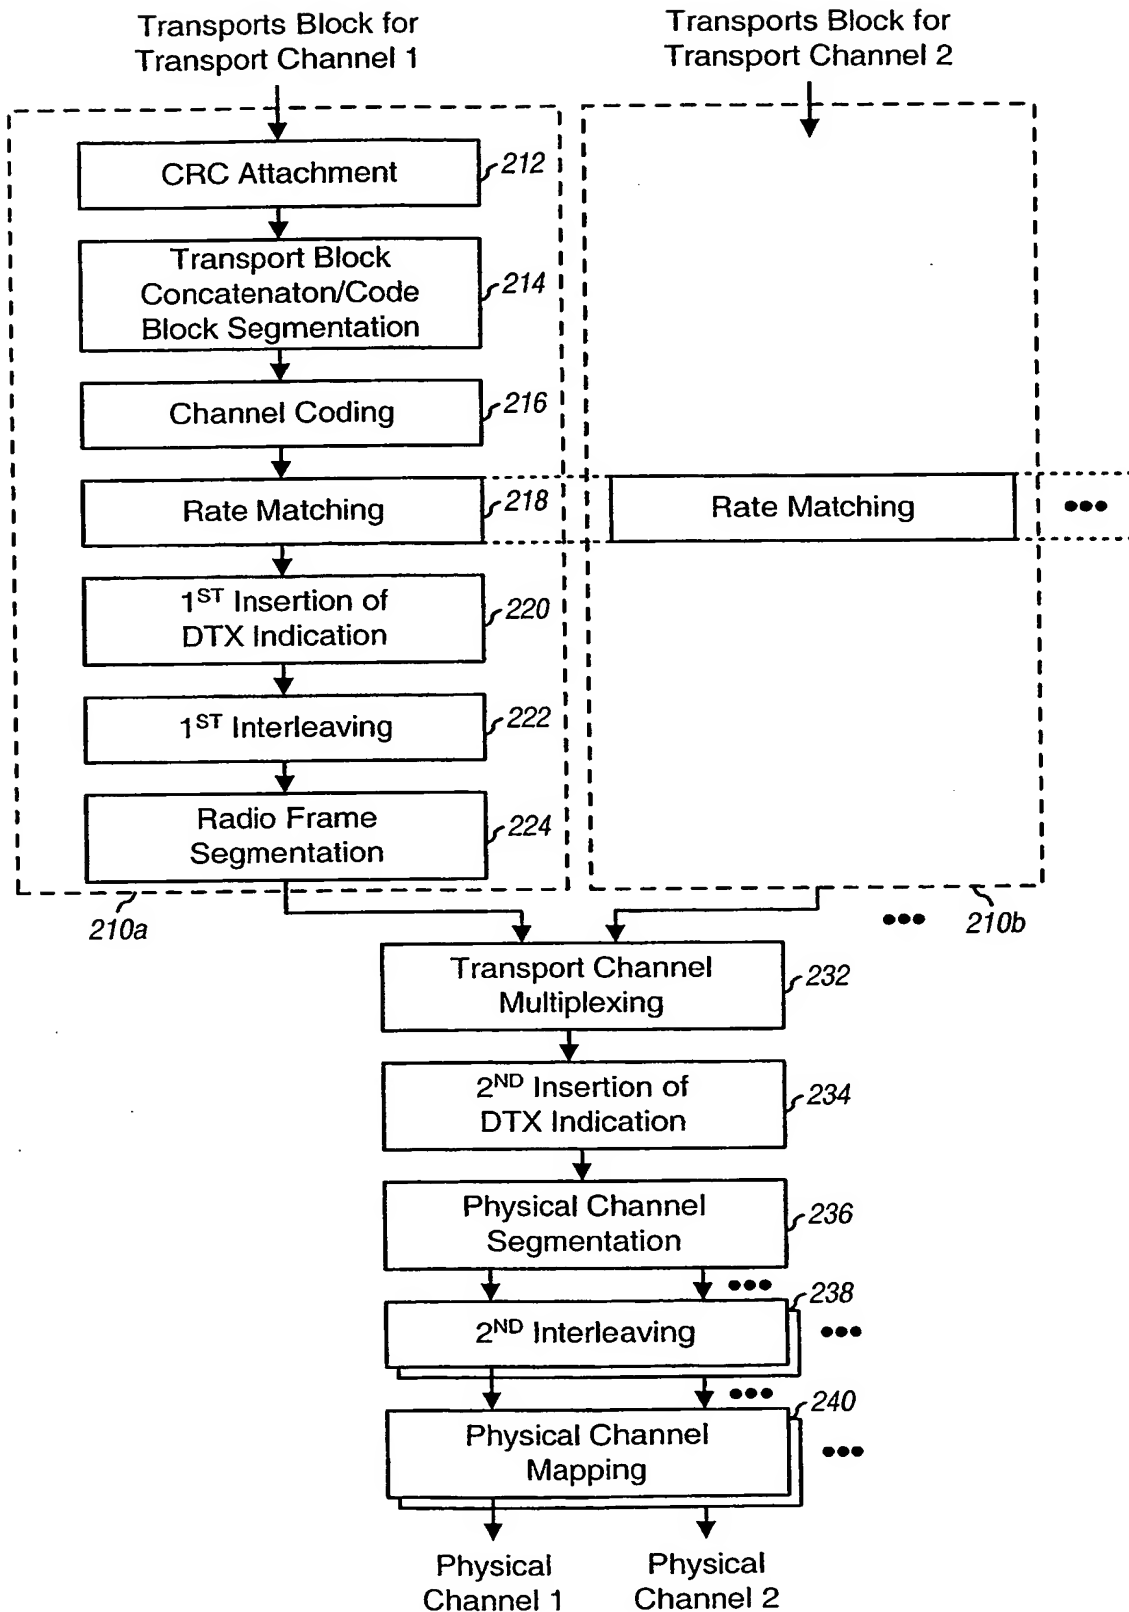 Transports Block for
Transport Channel 1
Transports Block for
Transport Channel 2
CRC Attachment
212
Transport Block
Concatenaton/Code
Block Segmentation
214
Channel Coding
216
Rate Matching
218
Rate Matching
1ST Insertion of
DTX Indication
220
1ST Interleaving
222
Radio Frame
Segmentation
224
210a
210b
Transport Channel
Multiplexing
232
2ND Insertion of
DTX Indication
234
Physical Channel
Segmentation
236
2ND Interleaving
238
Physical Channel
Mapping
240
Physical
Channel 1
Physical
Channel 2